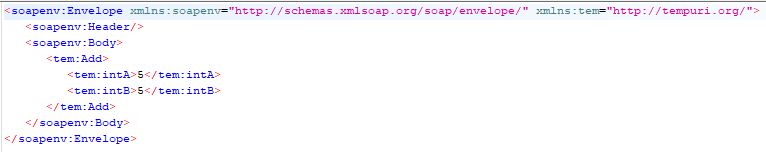 <soapenv:Envelope xmlns:soapenv="http://schemas.xmlsoap.org/soap/envelope/" xmlns:tem="http://tempuri.org/">
<soapenv:Header/>
<soapenv:Body>
<tem:Add>
<tem:intA>5</tem:intA>
<tem:intB>5</tem:intB>
</tem:Add>
</soapenv:Body>
</soapenv:Envelope>